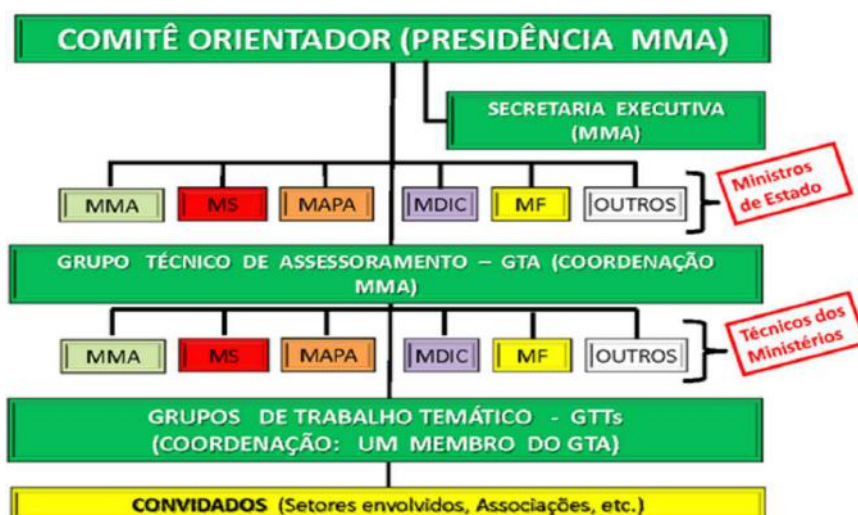 COMITÊ ORIENTADOR (PRESIDÊNCIA MMA)
SECRETARIA EXECUTIVA
(MMA)
MMA
MS
MAPA
MDIC
MF
OUTROS
Ministros
de Estado
GRUPO TÉCNICO DE ASSESSORAMENTO – GTA (COORDENAÇÃO
MMA)
MMA
MS
MAPA
MDIC
MF
OUTROS
Técnicos dos
Ministérios
GRUPOS DE TRABALHO TEMÁTICO - GTTs
(COORDENAÇÃO: UM MEMBRO DO GTA)
CONVIDADOS (Setores envolvidos, Associações, etc.)